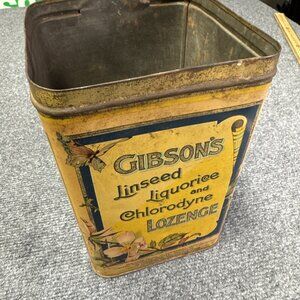 GIBSON'S
Linseed
Liquorice
and
Chlorodyne
LOZENGE